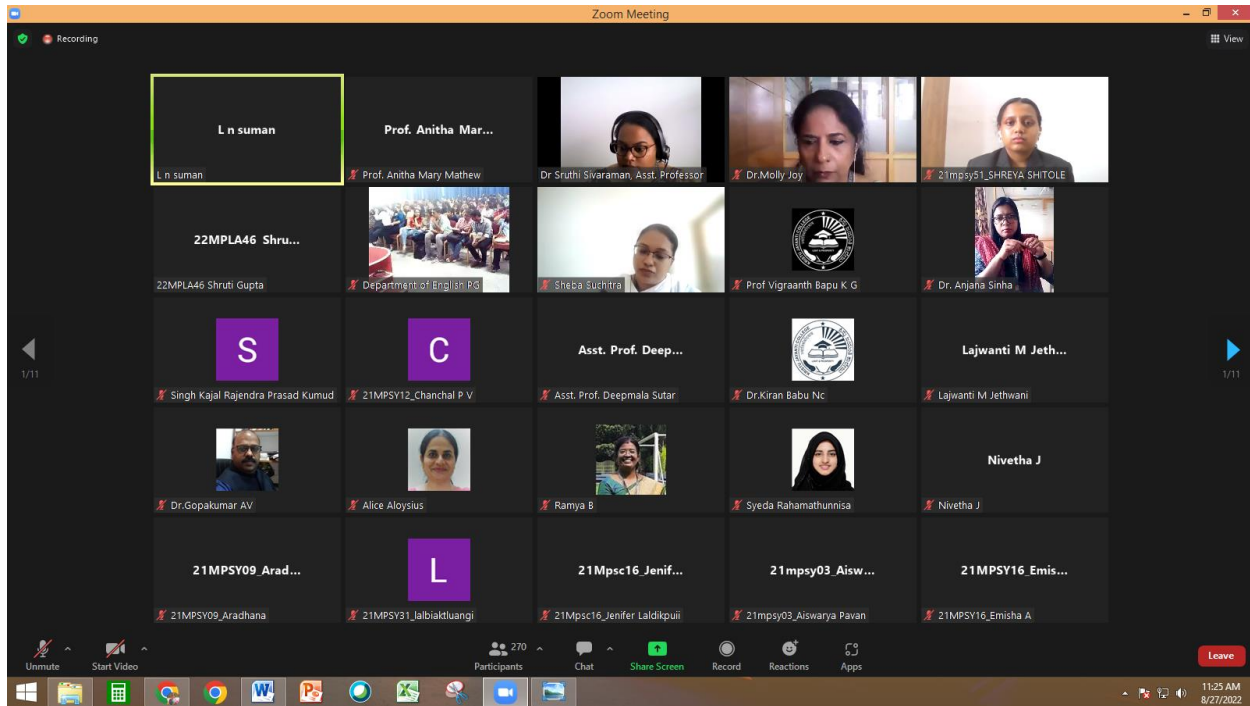 Zoom Meeting
Recording
View
L n suman
L n suman
Prof. Anitha Mar...
Prof. Anitha Mary Mathew
Dr Sruthi Sivaraman, Asst. Professor
Dr.Molly Joy
21mpsy51_SHREYA SHITOLE
22MPLA46 Shru...
22MPLA46 Shruti Gupta
Department of English PG
Sheba Suchitra
Prof Vigraanth Bapu K G
Dr. Anjana Sinha
S
Singh Kajal Rajendra Prasad Kumud
C
21MPSY12_Chanchal P V
Asst. Prof. Deep...
Asst. Prof. Deepmala Sutar
Dr.Kiran Babu Nc
Lajwanti M Jeth...
Lajwanti M Jethwani
1/11
1/11
Dr.Gopakumar AV
Alice Aloysius
Ramya B
Syeda Rahamathunnisa
Nivetha J
Nivetha J
21MPSY09_Arad...
21MPSY09_Aradhana
L
21MPSY31_lalbiaktluangi
21Mpsc16_Jenif...
21Mpsc16_Jenifer Laldikpuii
21mpsy03_Aisw...
21mpsy03_Aiswarya Pavan
21MPSY16_Emis...
21MPSY16_Emisha A
Unmute
Start Video
270
Participants
Chat
Share Screen
Record
Reactions
Apps
Leave
11:25 AM
8/27/2022